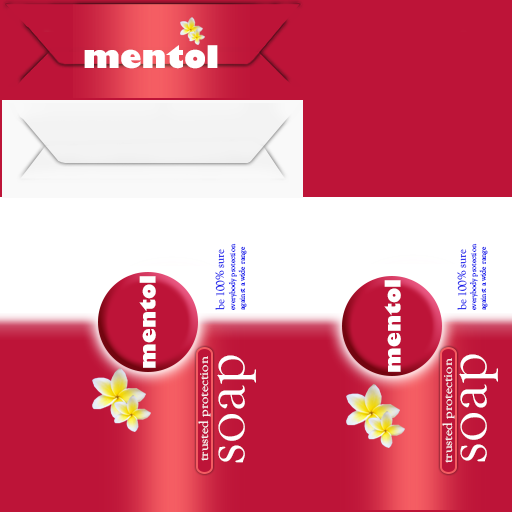 mentol
mentol
be 100% sure
everybody protection
against a wide range
trusted protection
soap
mentol
be 100% sure
everybody protection
against a wide range
trusted protection
soap